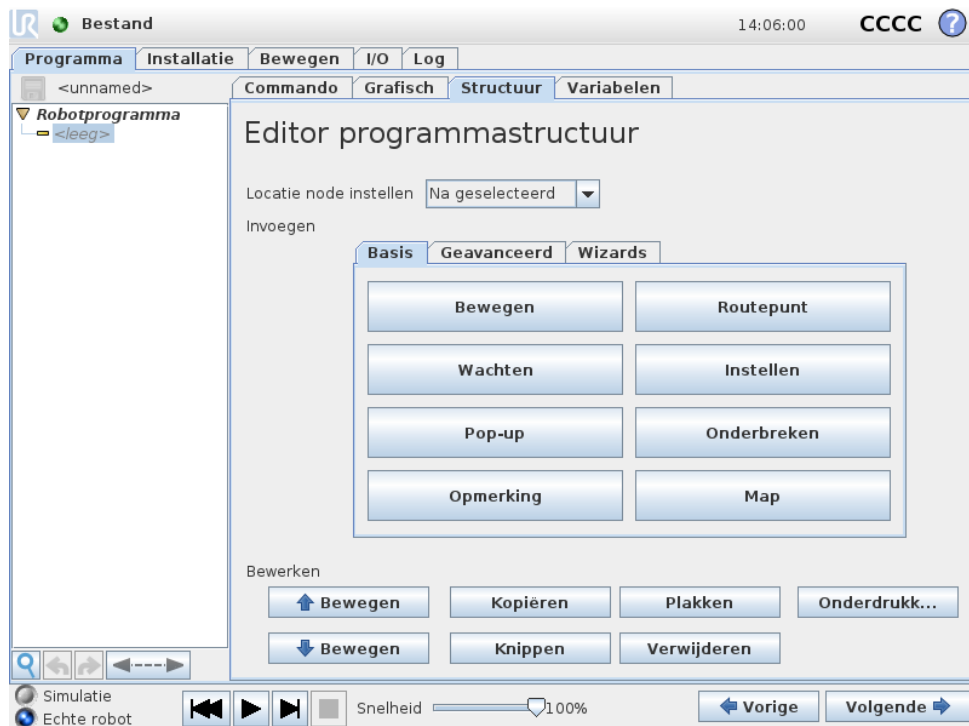 UR Bestand 14:06:00 CCCC ?
Programma Installatie Bewegen I/O Log
<unnamed>
Commando Grafisch Structuur Variabelen
Robotprogramma
<leeg>
Editor programmastructuur
Locatie node instellen Na geselecteerd
Invoegen
Basis Geavanceerd Wizards
Bewegen Routepunt
Wachten Instellen
Pop-up Onderbreken
Opmerking Map
Bewerken
Bewegen Kopiëren Plakken Onderdrukk...
Bewegen Knippen Verwijderen
Simulatie
Echte robot
Snelheid 100%
Vorige Volgende